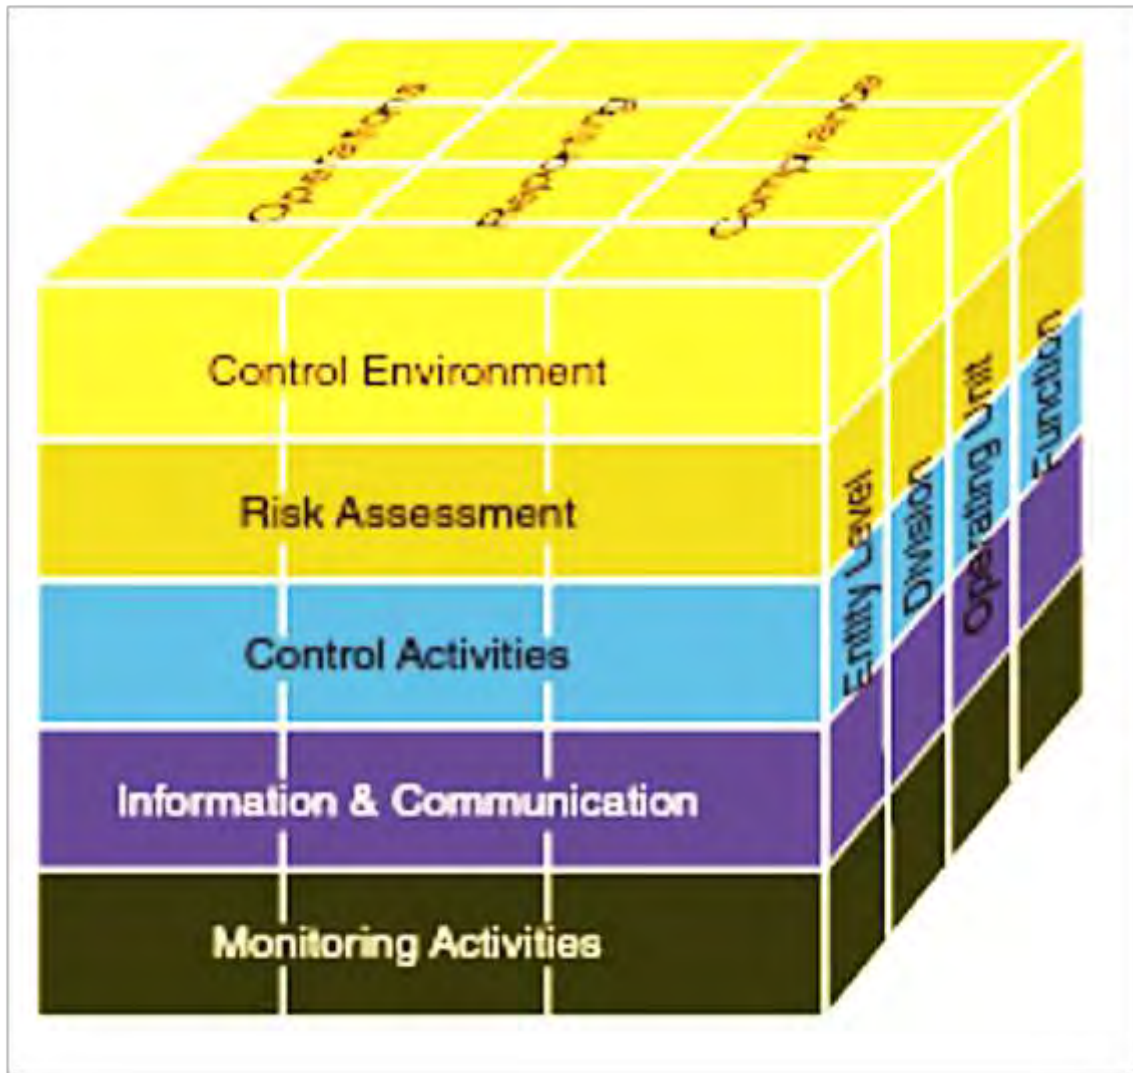 Operations
Reporting
Compliance
Control Environment
Risk Assessment
Control Activities
Information & Communication
Monitoring Activities
Entity Level
Division
Operating Unit
Function